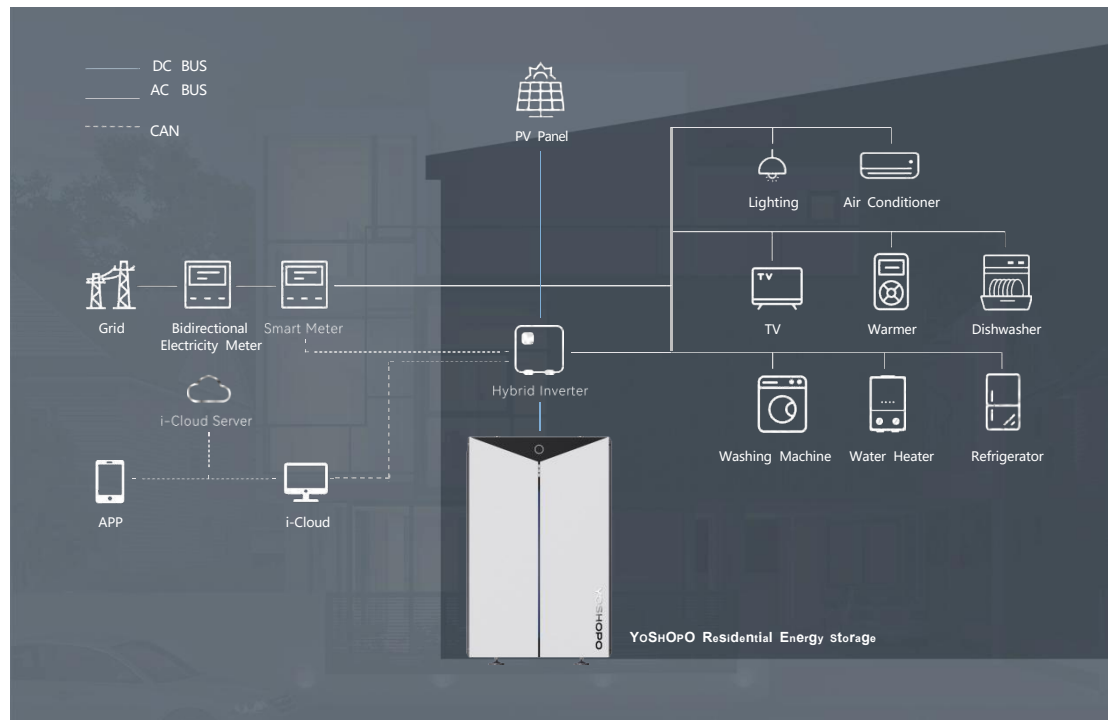 DC BUS
AC BUS
CAN
PV Panel
Lighting
Air Conditioner
TV
Grid
Bidirectional
Electricity Meter
Smart Meter
TV
Warmer
Dishwasher
Hybrid Inverter
i-Cloud Server
Washing Machine
Water Heater
Refrigerator
APP
i-Cloud
YOSHOPO
YoSHOpO Residential Energy storage